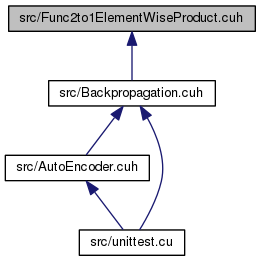 src/Func2to1ElementWiseProduct.cuh
src/Backpropagation.cuh
src/AutoEncoder.cuh
src/unittest.cu